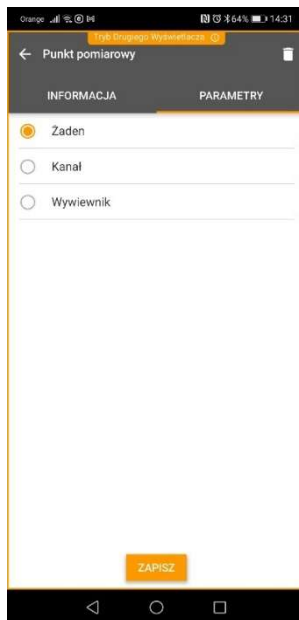 Orange 64% 14:31
Tryb Drugiego Wyświetlacza
Punkt pomiarowy
INFORMACJA PARAMETRY
Żaden
Kanał
Wywiewnik
ZAPISZ